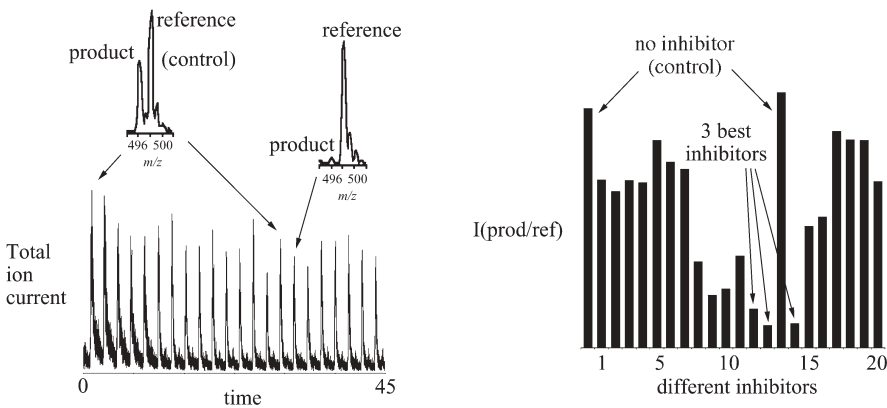 reference
product
(control)
496 500
m/z
reference
product
496 500
m/z
Total
ion
current
0
45
time
no inhibitor
(control)
3 best
inhibitors
I(prod/ref)
1 5 10 15 20
different inhibitors